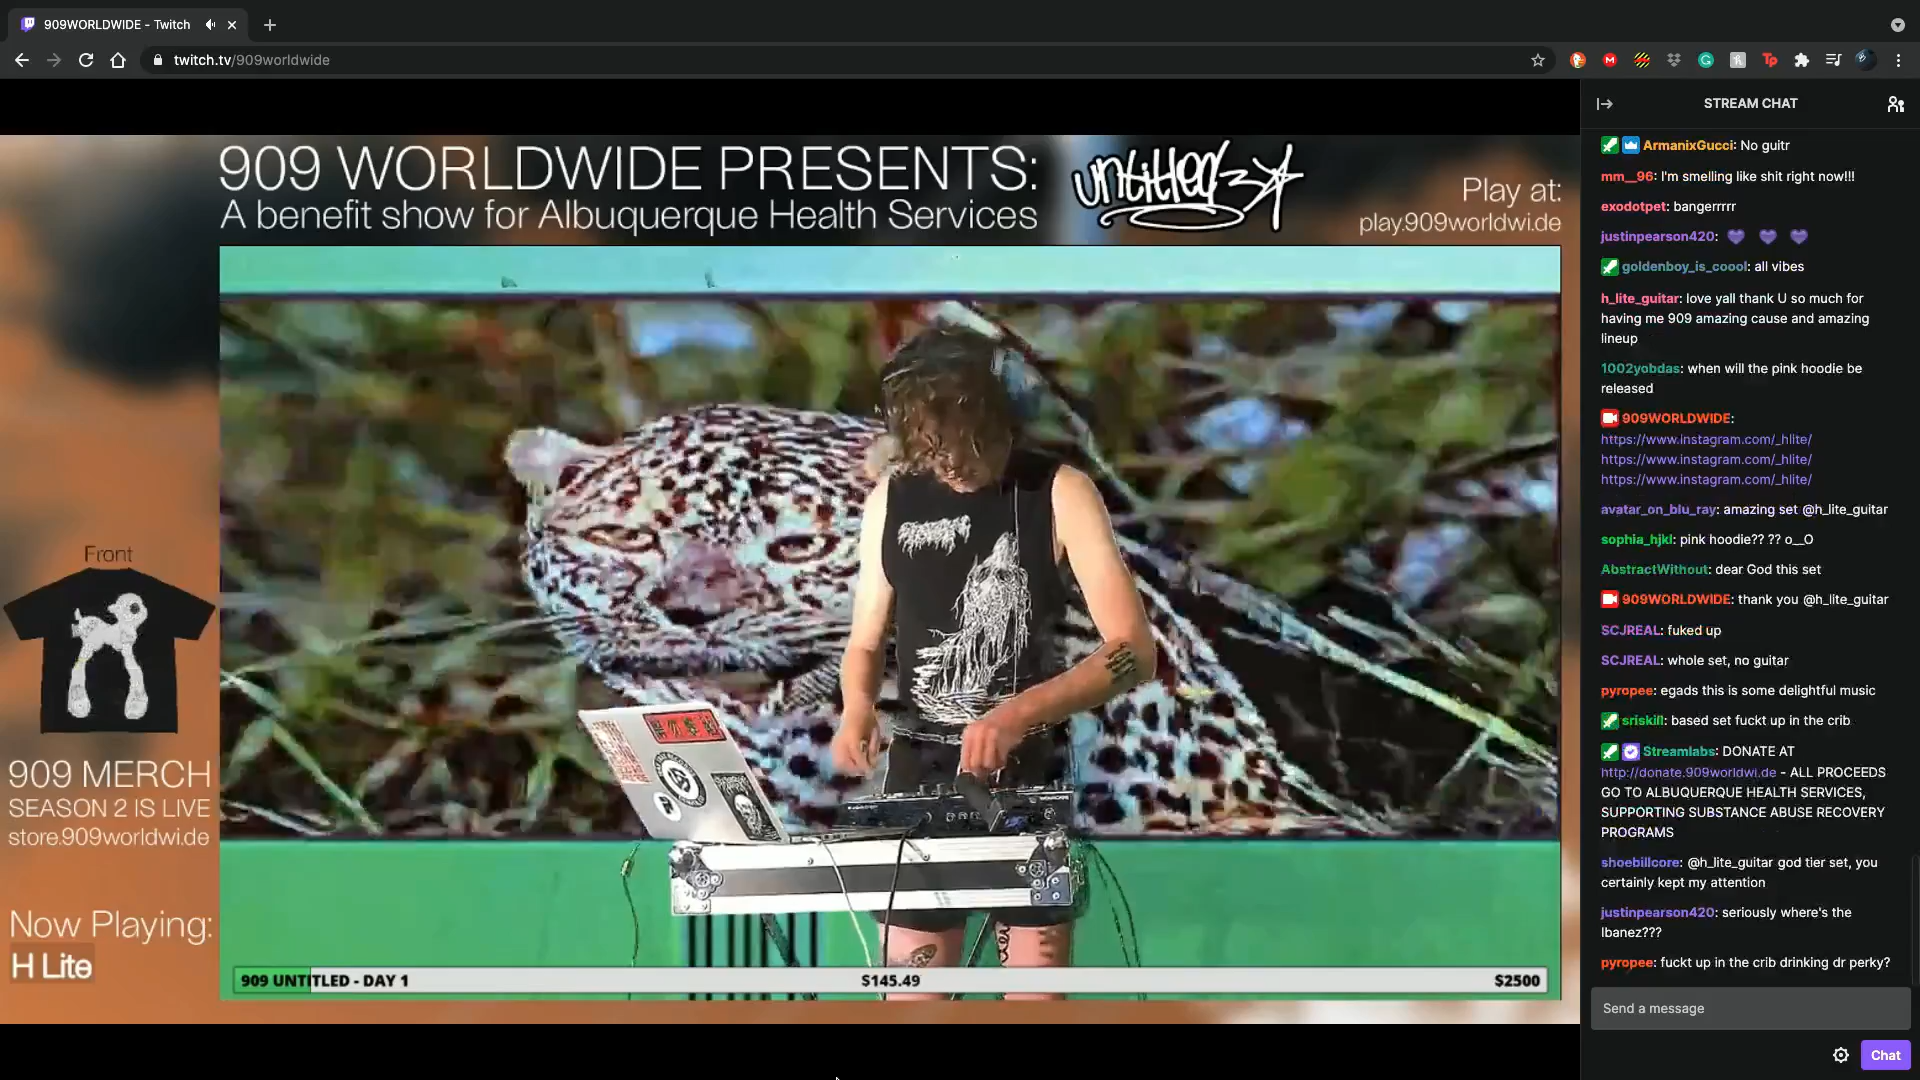 909WORLDWIDE - Twitch
twitch.tv/909worldwide
909 WORLDWIDE PRESENTS:
A benefit show for Albuquerque Health Services
untitled3
Play at:
play.909worldwi.de
Front
909 MERCH
SEASON 2 IS LIVE
store.909worldwi.de
Now Playing:
H Lite
909 UNTITLED - DAY 1
$145.49
$2500
STREAM CHAT
ArmanixGucci: No guitr
mm__96: I'm smelling like shit right now!!!
exodotpet: bangerrrrr
justinpearson420:
goldenboy_is_coool: all vibes
h_lite_guitar: love yall thank U so much for
having me 909 amazing cause and amazing
lineup
1002yobdas: when will the pink hoodie be
released
909WORLDWIDE:
https://www.instagram.com/_hlite/
https://www.instagram.com/_hlite/
https://www.instagram.com/_hlite/
avatar_on_blu_ray: amazing set @h_lite_guitar
sophia_hjkl: pink hoodie?? ?? o__O
AbstractWithout: dear God this set
909WORLDWIDE: thank you @h_lite_guitar
SCJREAL: fuked up
SCJREAL: whole set, no guitar
pyropee: egads this is some delightful music
sriskill: based set fuckt up in the crib
Streamlabs: DONATE AT
http://donate.909worldwi.de - ALL PROCEEDS
GO TO ALBUQUERQUE HEALTH SERVICES,
SUPPORTING SUBSTANCE ABUSE RECOVERY
PROGRAMS
shoebillcore: @h_lite_guitar god tier set, you
certainly kept my attention
justinpearson420: seriously where's the
Ibanez???
pyropee: fuckt up in the crib drinking dr perky?
Send a message
Chat